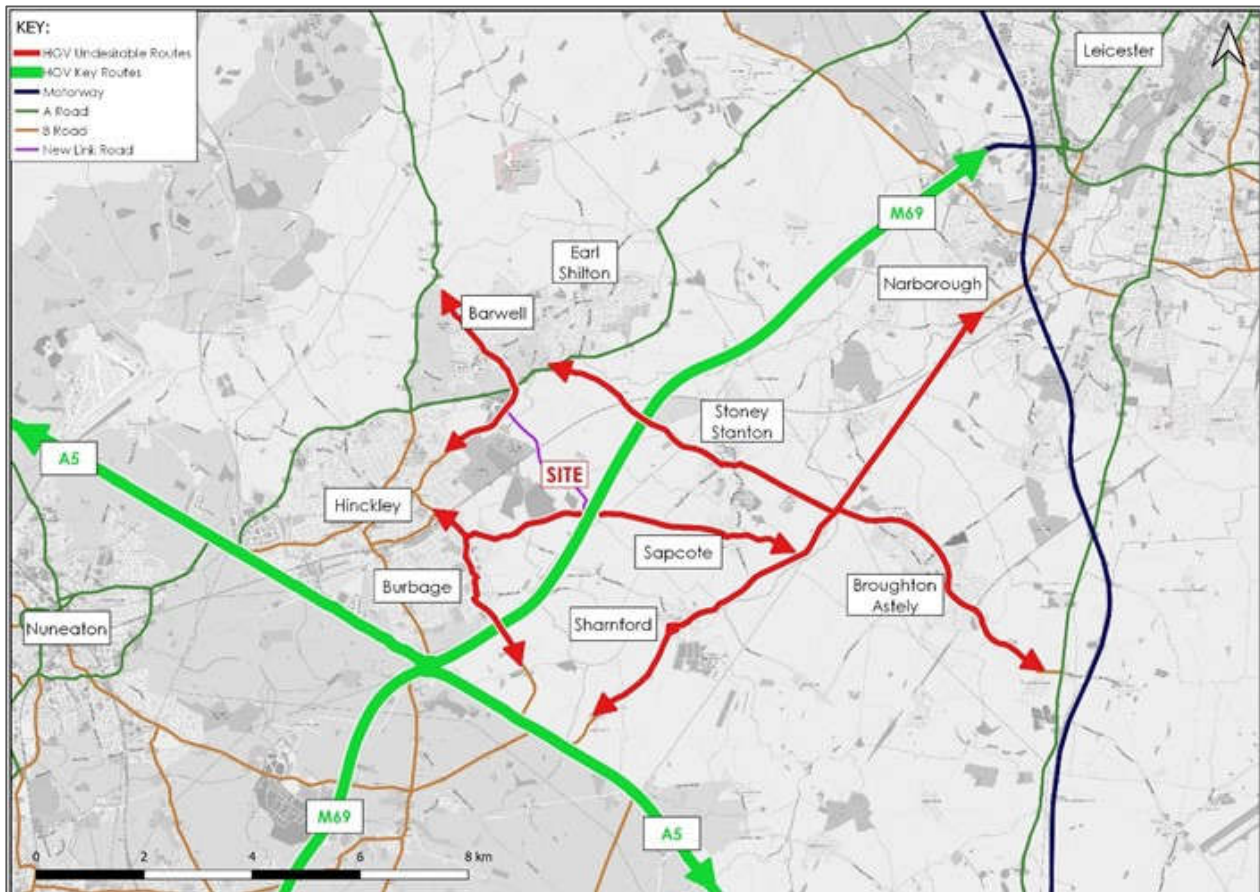 KEY:
HGV Undesirable Routes
HGV Key Routes
Motorway
A Road
B Road
New Link Road
Leicester
M69
Earl
Shilton
Narborough
Barwell
Stoney
Stanton
A5
SITE
Hinckley
Sapcote
Burbage
Broughton
Astely
Sharnford
Nuneaton
M69
A5
0 2 4 6 8 km